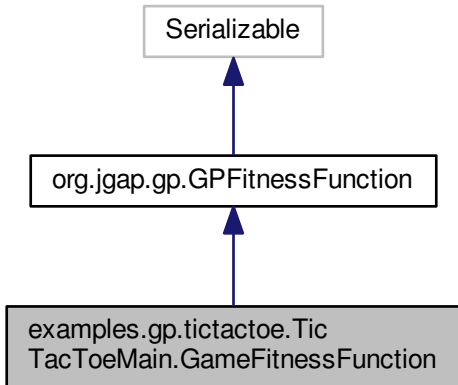 Serializable
org.jgap.gp.GPFitnessFunction
examples.gp.tictactoe.Tic
TacToeMain.GameFitnessFunction